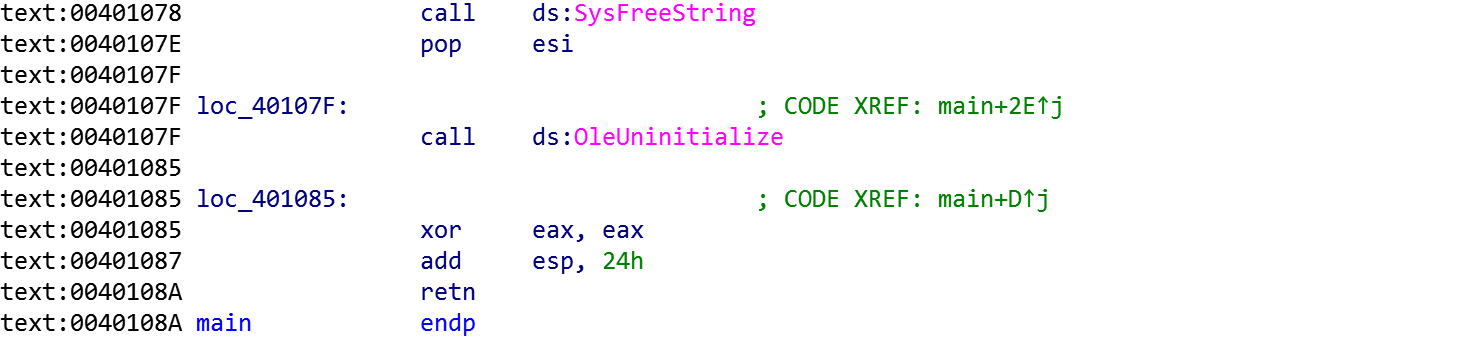 text:00401078 call ds:SysFreeString
text:0040107E pop esi
text:0040107F
text:0040107F loc_40107F: ; CODE XREF: main+2E↑j
text:0040107F call ds:OleUninitialize
text:00401085
text:00401085 loc_401085: ; CODE XREF: main+D↑j
text:00401085 xor eax, eax
text:00401087 add esp, 24h
text:0040108A retn
text:0040108A main endp